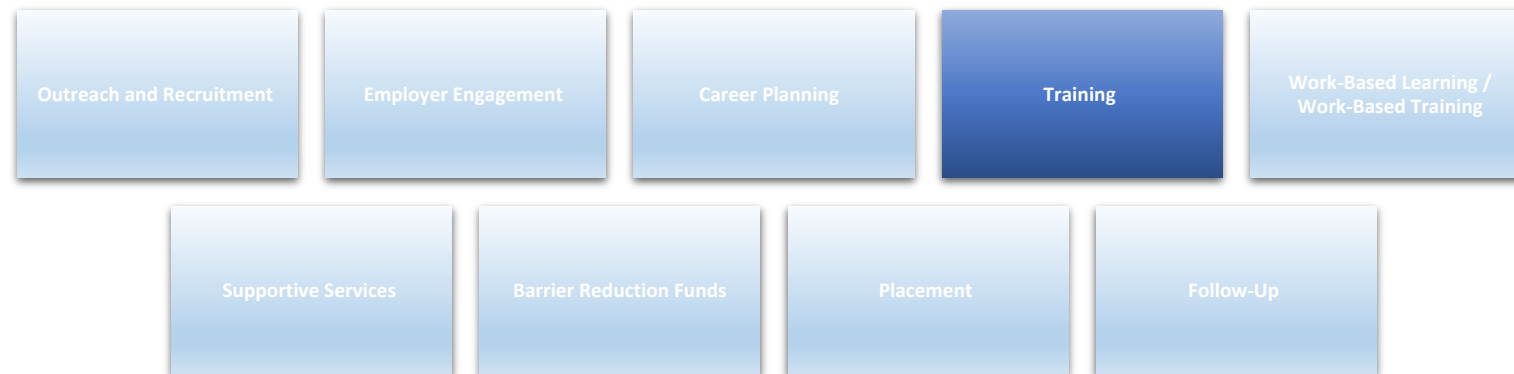 Outreach and Recruitment
Employer Engagement
Career Planning
Training
Work-Based Learning /
Work-Based Training
Supportive Services
Barrier Reduction Funds
Placement
Follow-Up